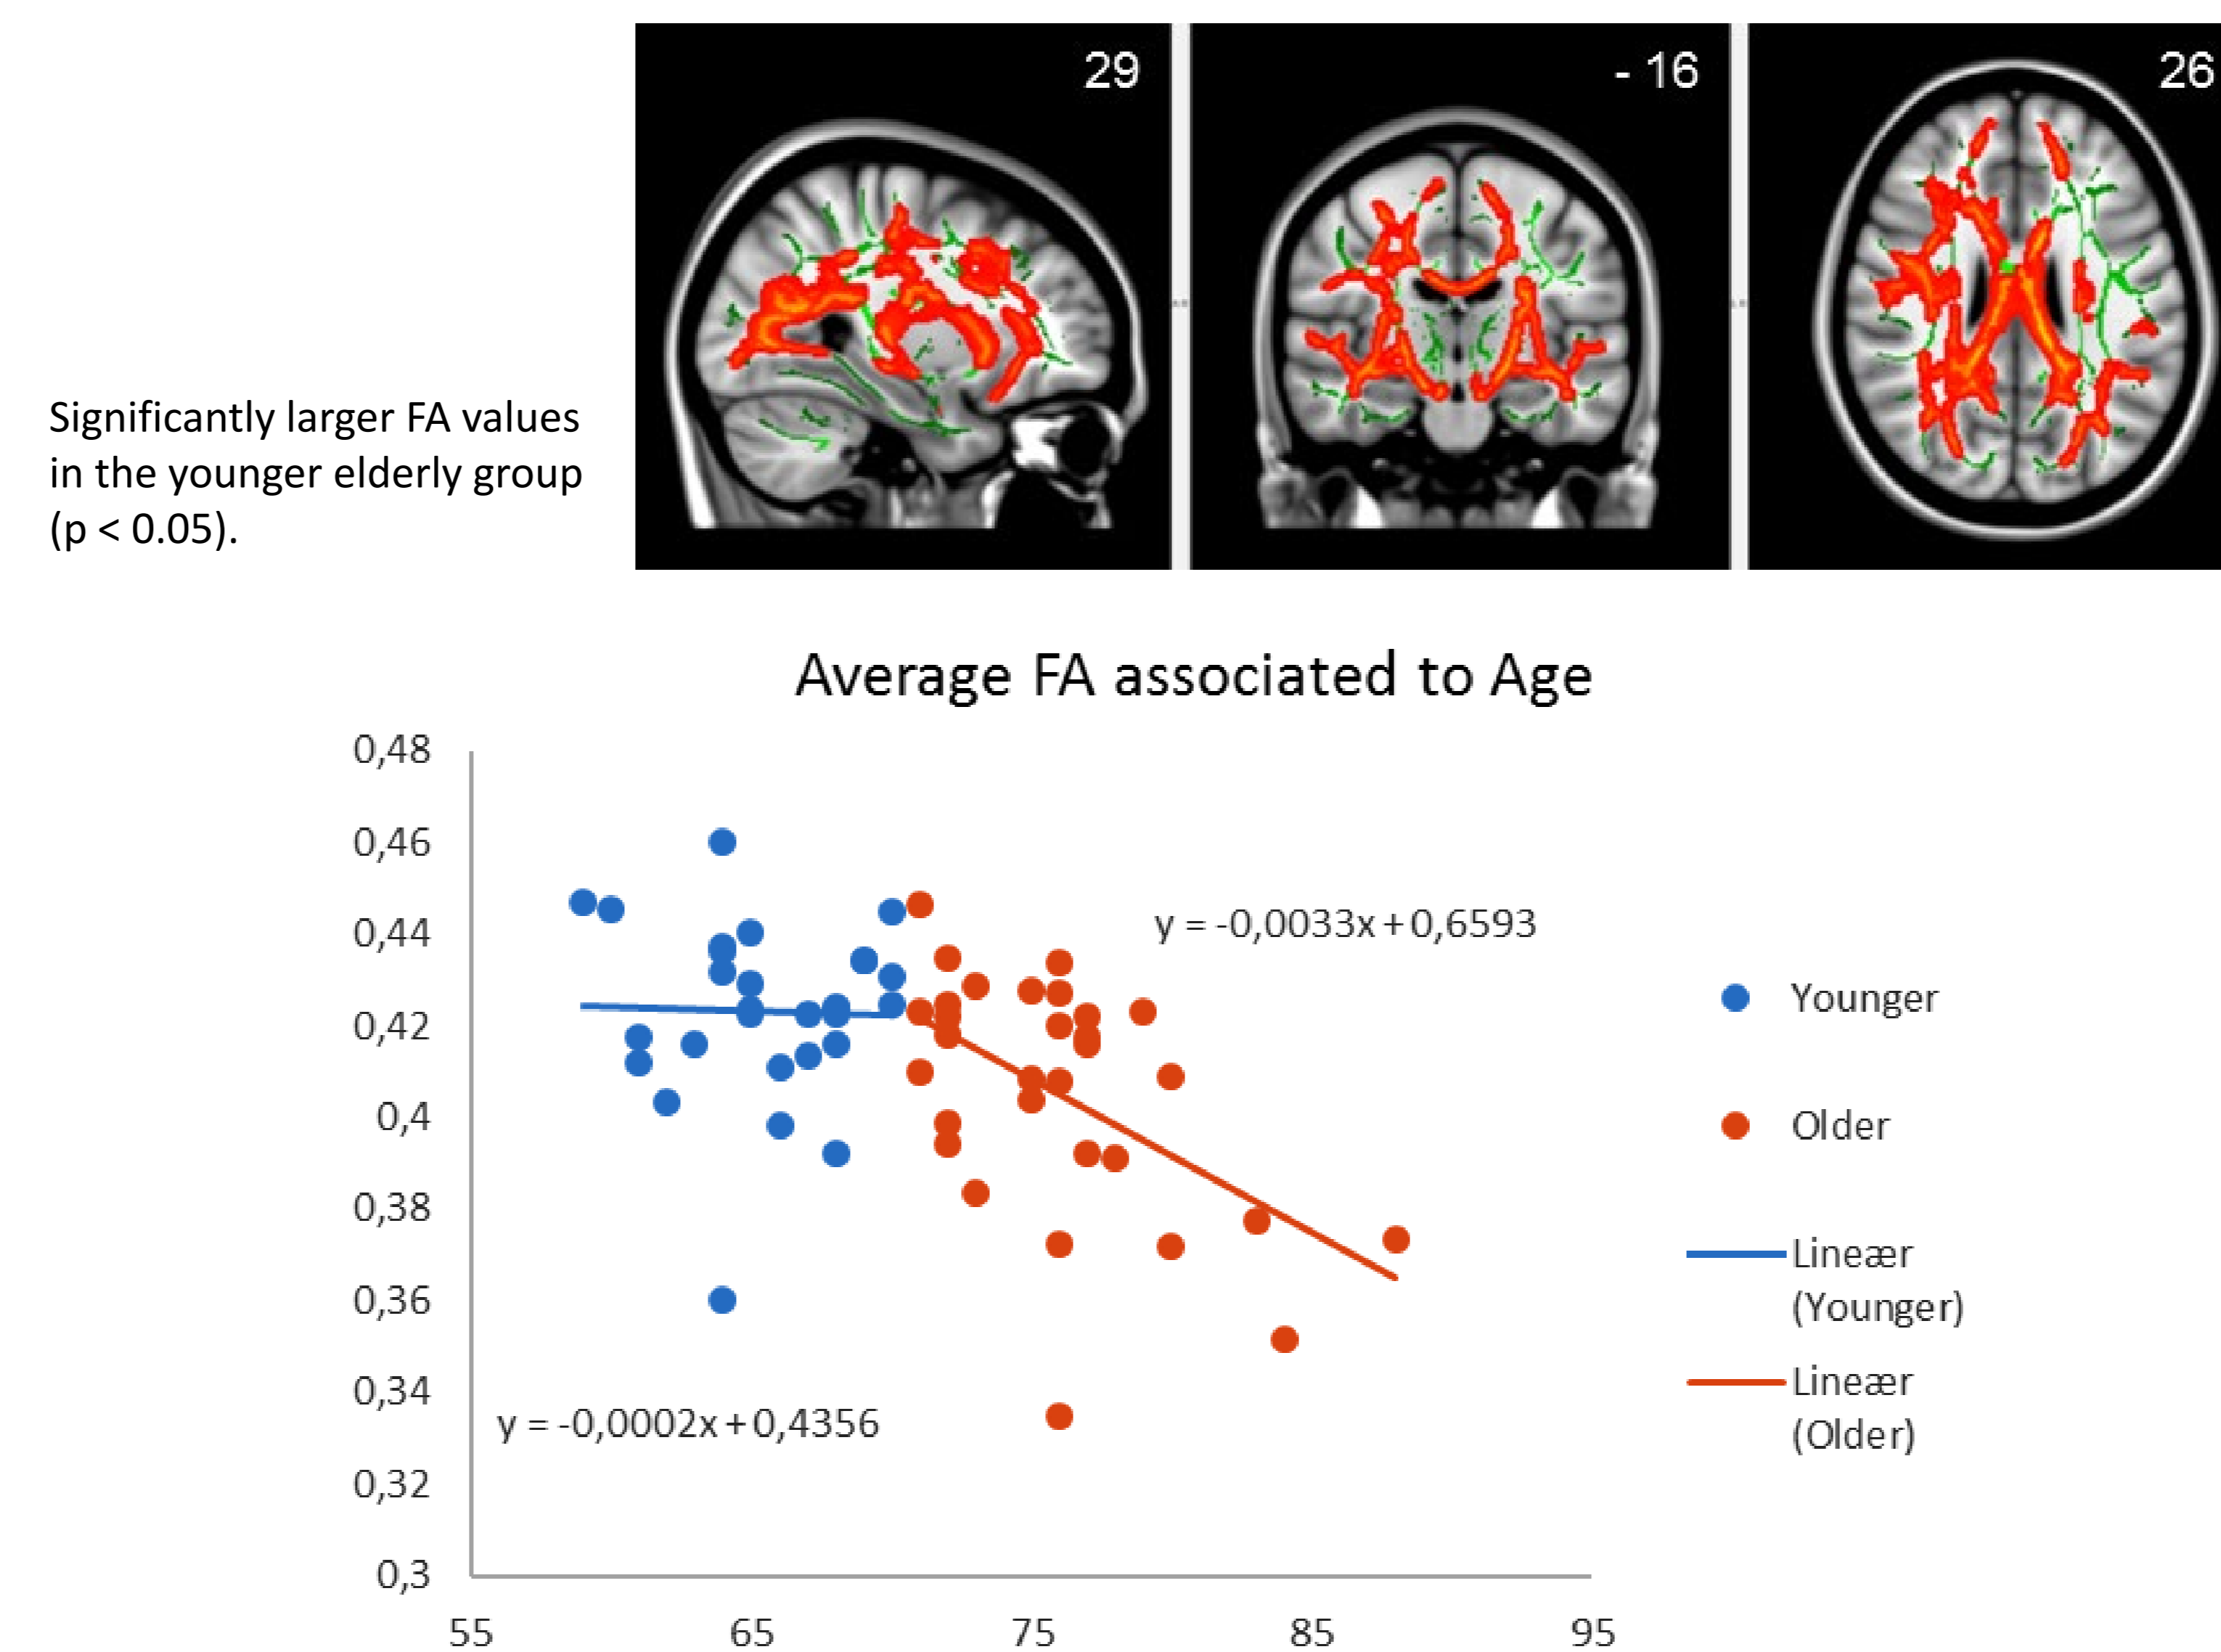 29
- 16
26
Significantly larger FA values
in the younger elderly group
(p < 0.05).
Average FA associated to Age
0,48
0,46
0,44
0,42
0,4
0,38
0,36
0,34
0,32
0,3
55
65
75
85
95
y = -0,0033x + 0,6593
y = -0,0002x + 0,4356
Younger
Older
Lineær
(Younger)
Lineær
(Older)